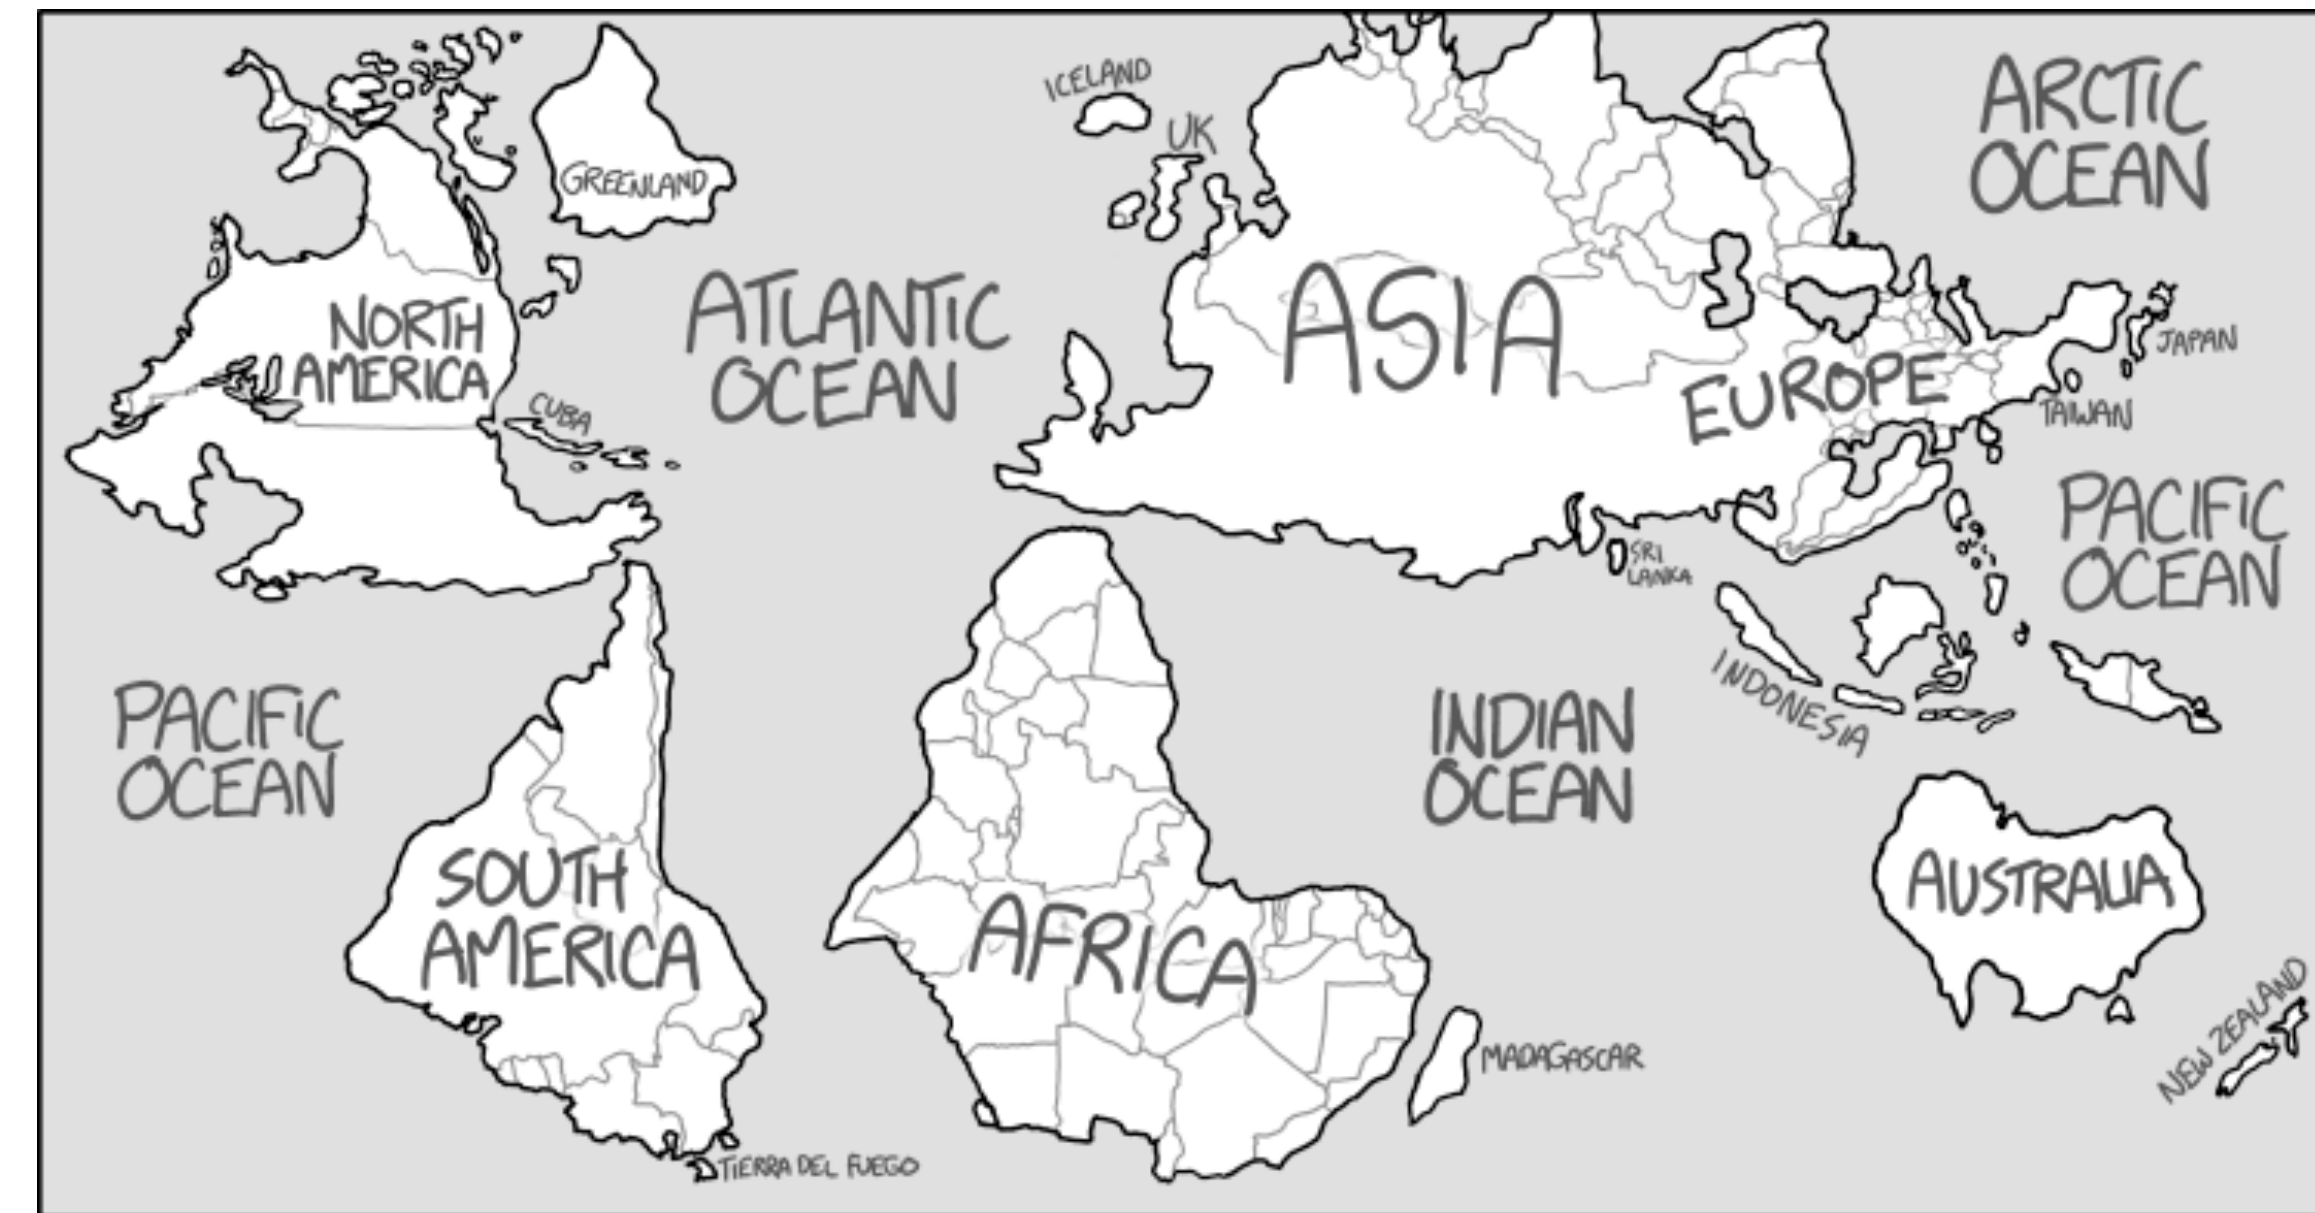 ICELAND
UK
ARCTIC
OCEAN
GREENLAND
ATLANTIC
OCEAN
NORTH
AMERICA
CUBA
ASIA
EUROPE
JAPAN
TAIWAN
PACIFIC
OCEAN
SRI
LANKA
INDONESIA
PACIFIC
OCEAN
INDIAN
OCEAN
SOUTH
AMERICA
AFRICA
AUSTRALIA
MADAGASCAR
NEW ZEALAND
TIERRA DEL FUEGO